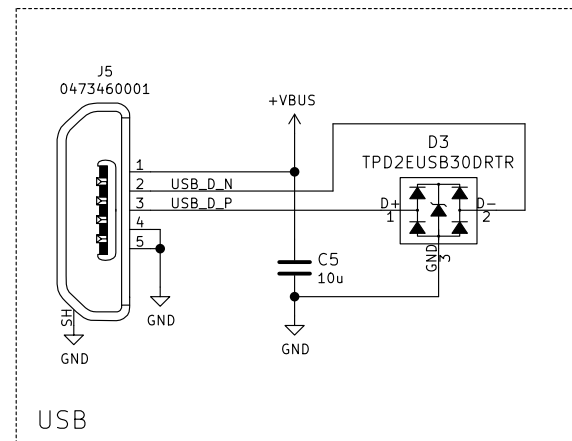 J5
0473460001
+VBUS
D3
TPD2EUSB30DRTR
1
2 USB_D_N
3 USB_D_P
4
5
D+
1
D-
2
GND
3
C5
10u
SH
GND
GND
GND
USB